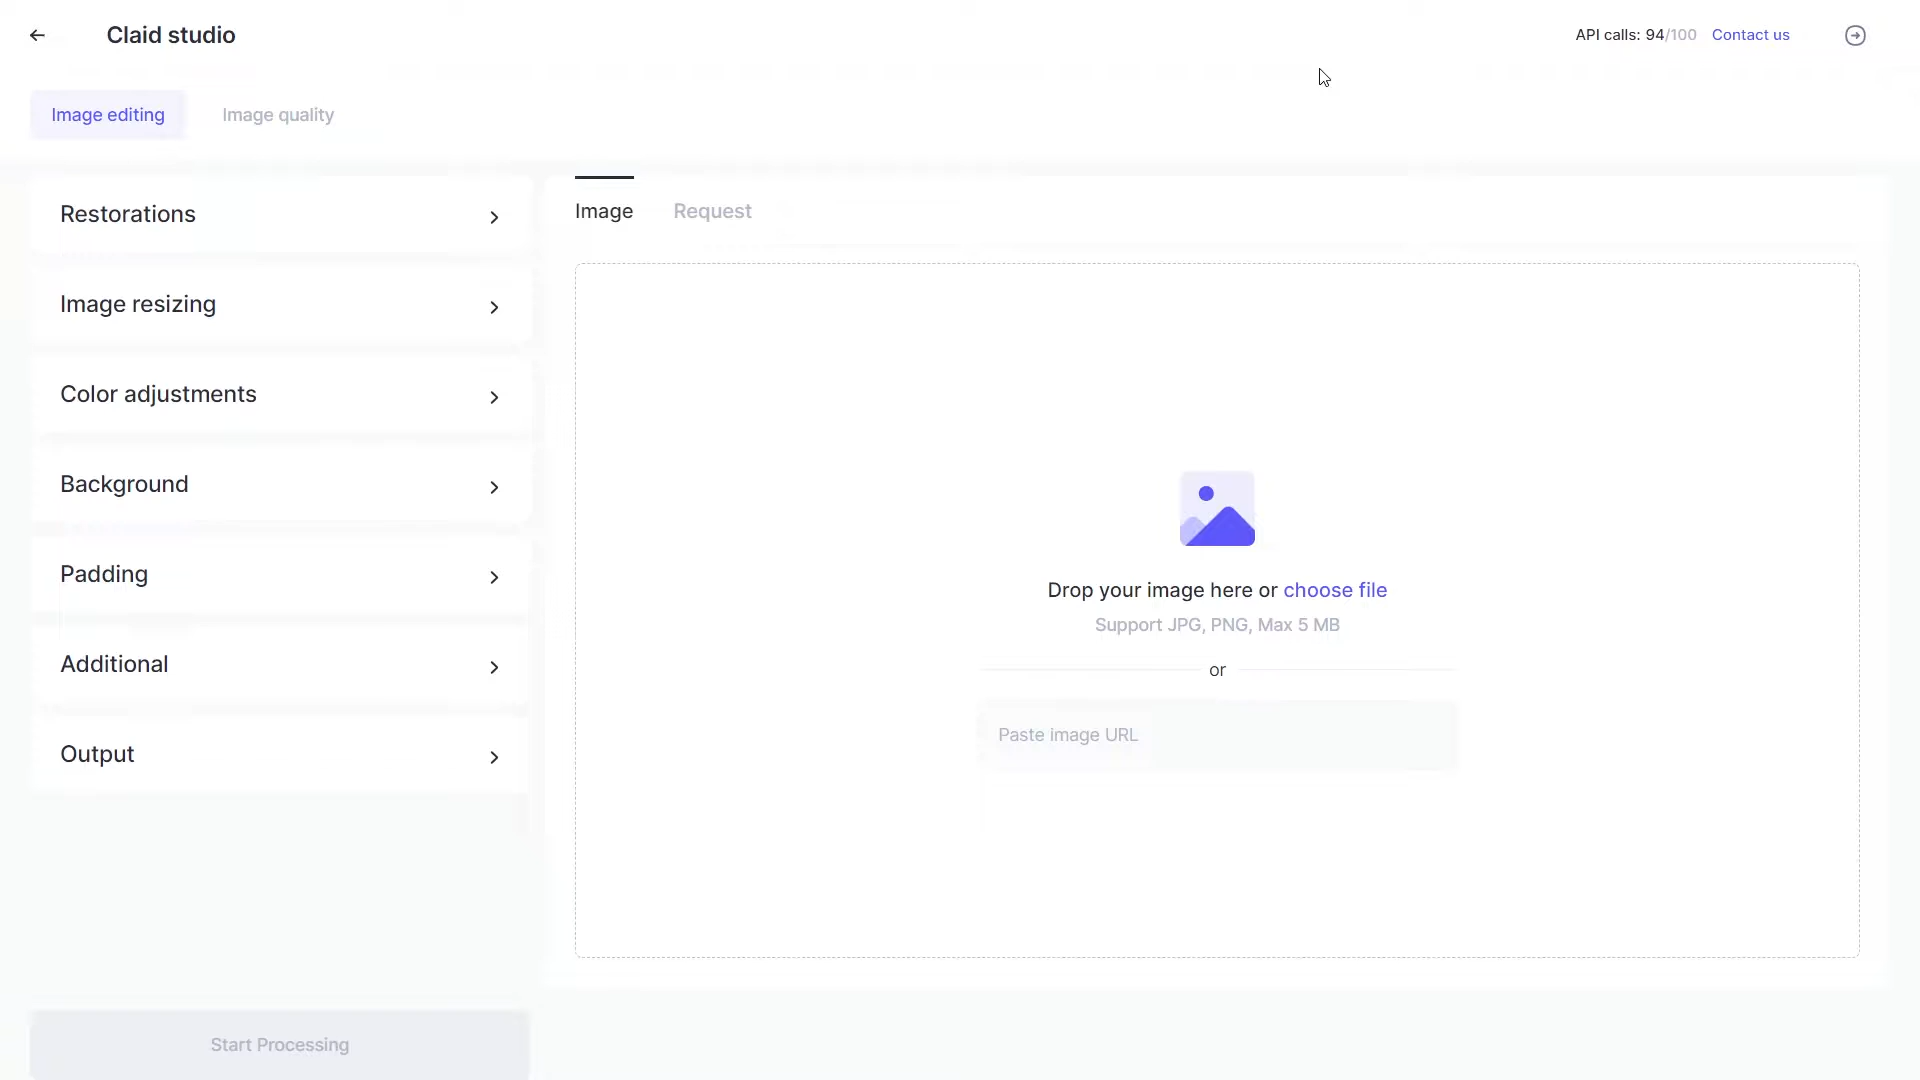 Claid studio
API calls: 94/100 Contact us
Image editing
Image quality
Restorations
Image resizing
Color adjustments
Background
Padding
Additional
Output
Start Processing
Image
Request
Drop your image here or choose file
Support JPG, PNG, Max 5 MB
or
Paste image URL